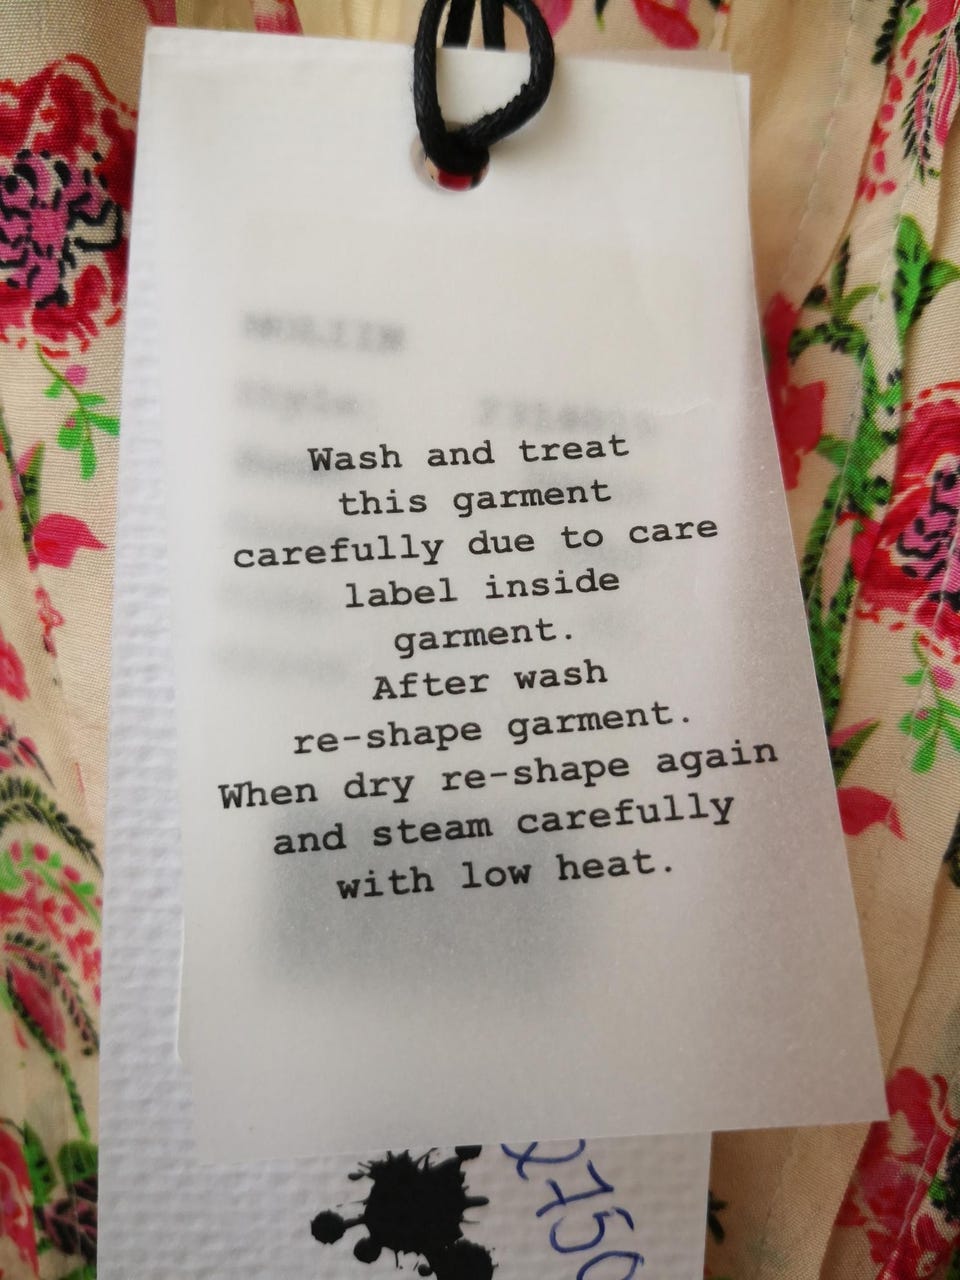 Wash and treat
this garment
carefully due to care
label inside
garment.
After wash
re-shape garment.
When dry re-shape again
and steam carefully
with low heat.